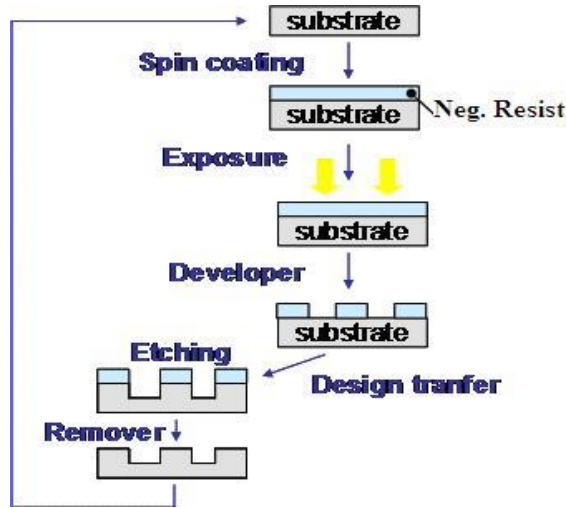 substrate
Spin coating
substrate
Neg. Resist
Exposure
substrate
Developer
substrate
Etching
Design tranfer
Remover